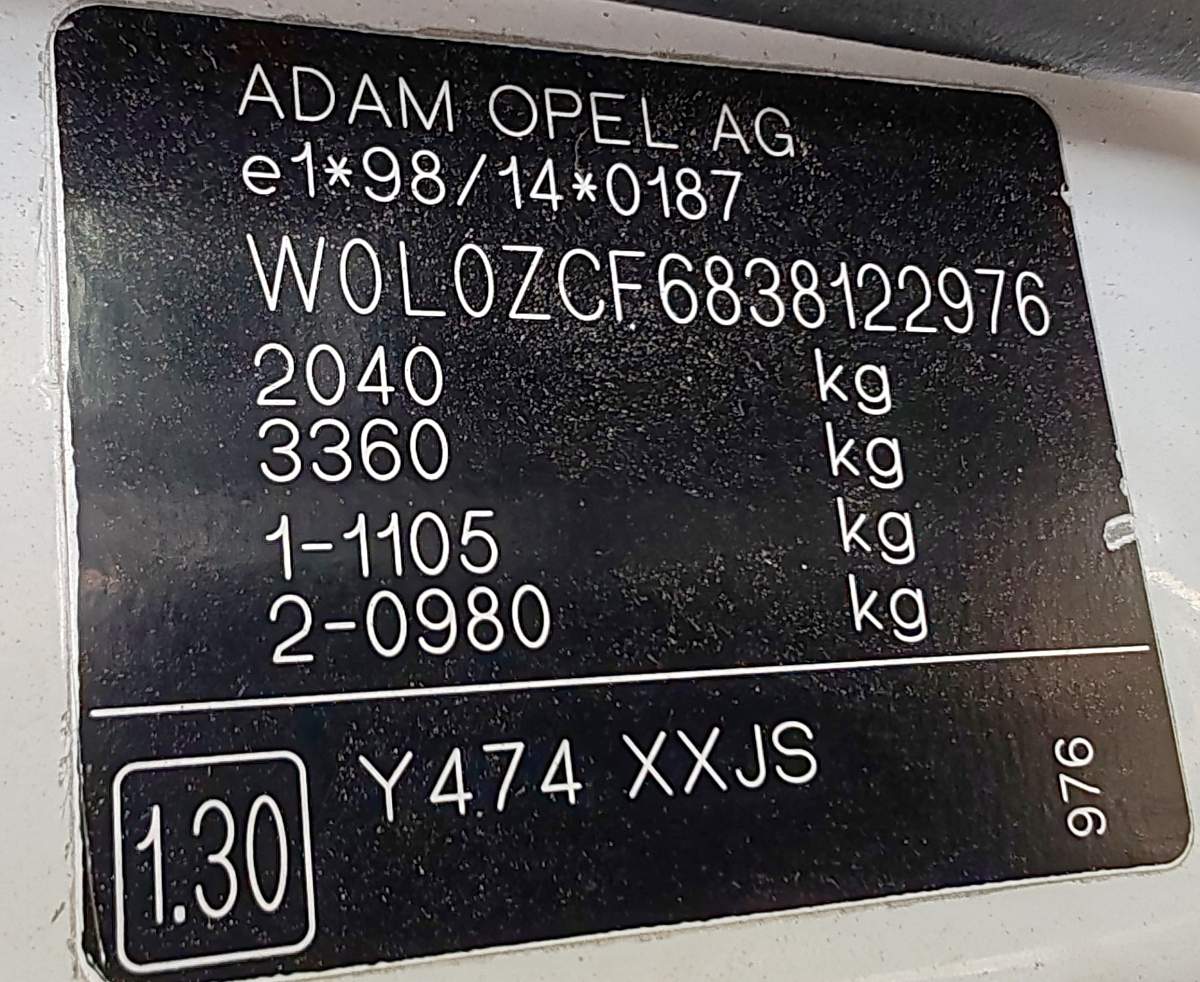 ADAM OPEL AG
e1*98/14*0187
W0L0ZCF6838122976
2040 kg
3360 kg
1-1105 kg
2-0980 kg
1.30
Y474 XXJS
976